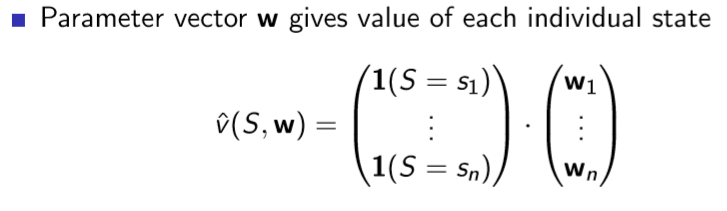 Parameter vector w gives value of each individual state
v̂(S, w) = (1(S = s₁) ⋮ 1(S = sₙ)) · (w₁ ⋮ wₙ)